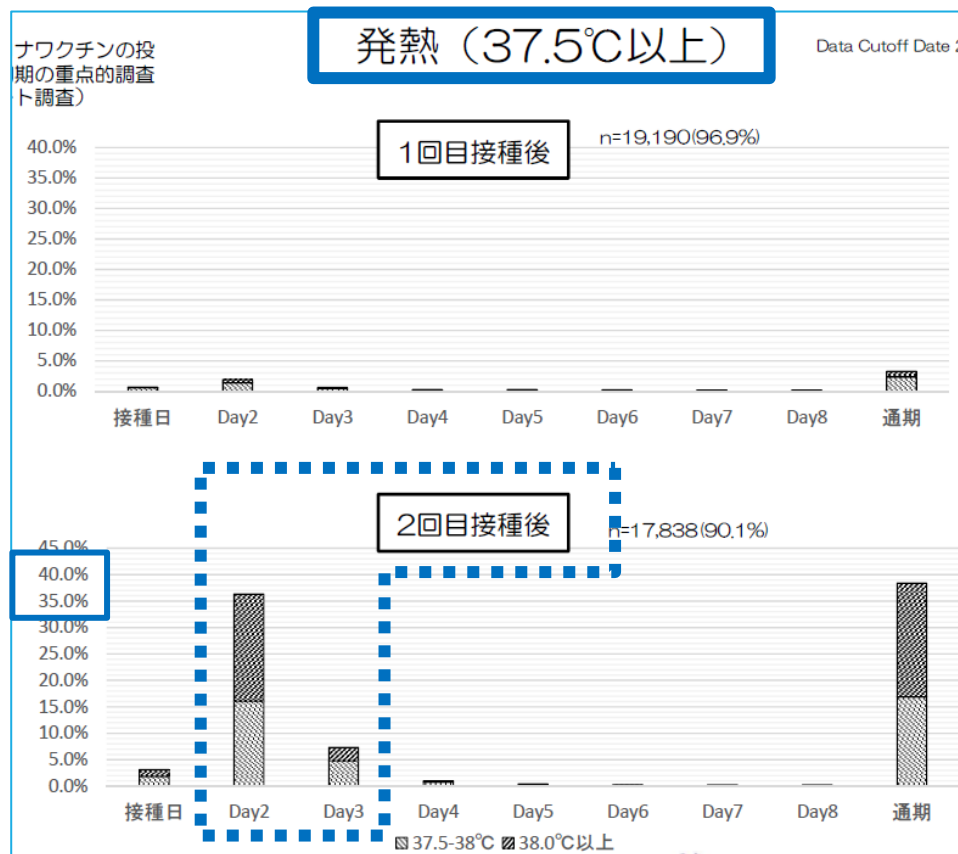 発熱（37.5℃以上）
Data Cutoff Date 2
ナワクチンの投
期の重点的調査
ト調査）
1回目接種後
n=19,190(96.9%)
40.0%
35.0%
30.0%
25.0%
20.0%
15.0%
10.0%
5.0%
0.0%
接種日 Day2 Day3 Day4 Day5 Day6 Day7 Day8 通期
2回目接種後
n=17,838(90.1%)
45.0%
40.0%
35.0%
30.0%
25.0%
20.0%
15.0%
10.0%
5.0%
0.0%
接種日 Day2 Day3 Day4 Day5 Day6 Day7 Day8 通期
37.5-38℃ 38.0℃以上